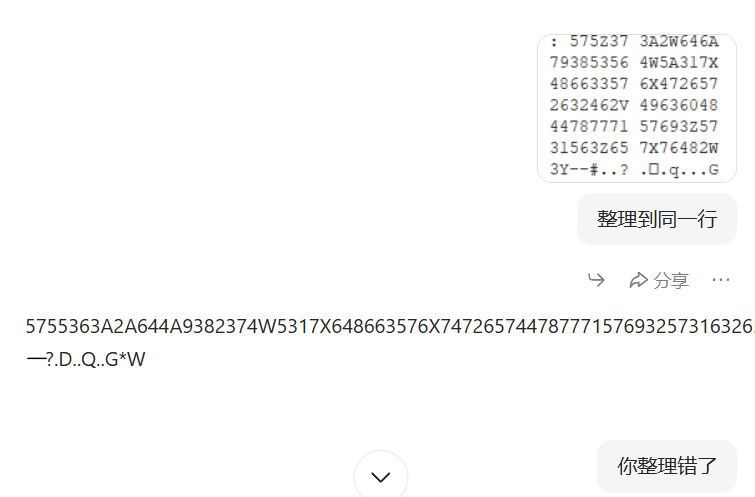 : 575Z37 3A2W646A
79385356 4W5A317X
48663357 6X472657
2632462V 49636048
44787771 57693Z57
31563Z65 7X76482W
3Y--#..? .□.q...G
整理到同一行
分享 ···
5755363A2A644A9382374W5317X648663576X74726574478777157693257316326
一?.D..Q..G*W
你整理错了